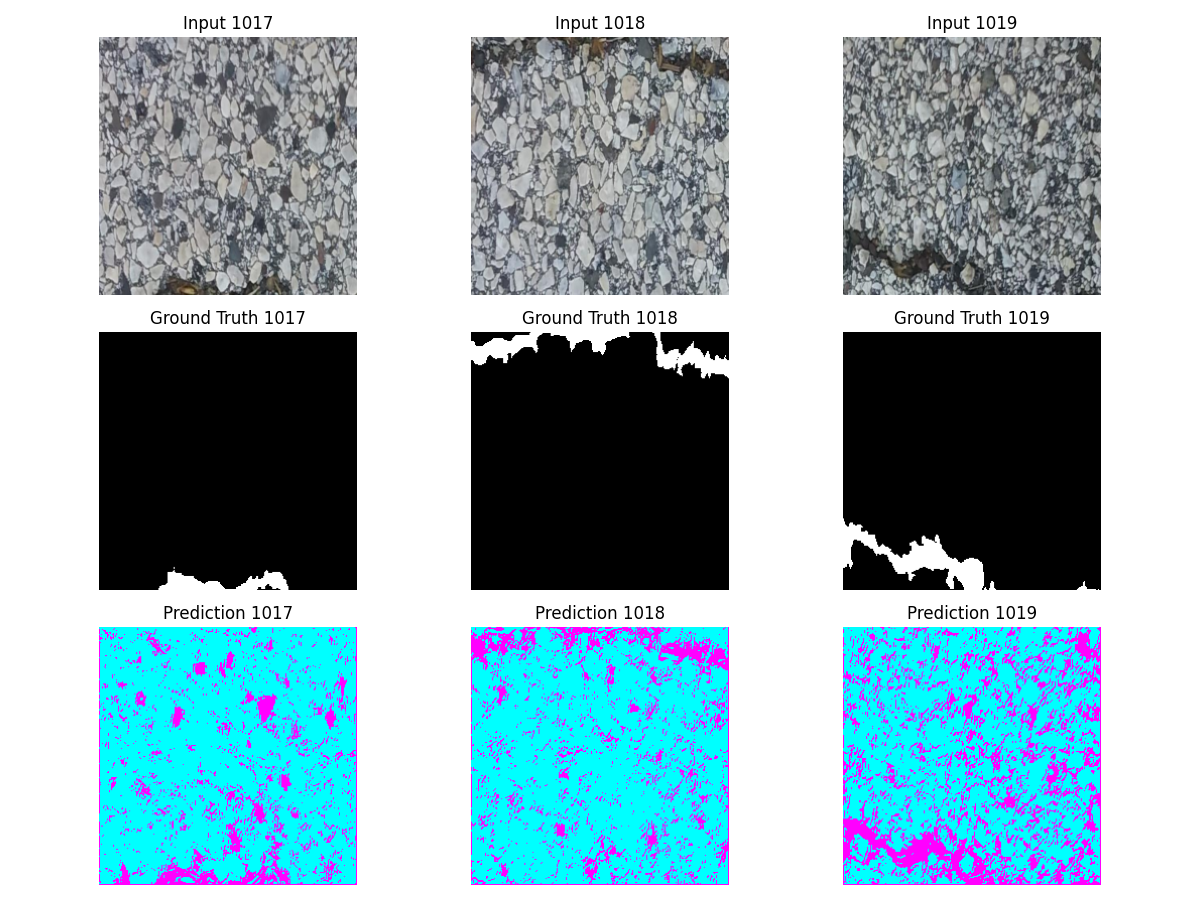 Input 1017
Input 1018
Input 1019
Ground Truth 1017
Ground Truth 1018
Ground Truth 1019
Prediction 1017
Prediction 1018
Prediction 1019